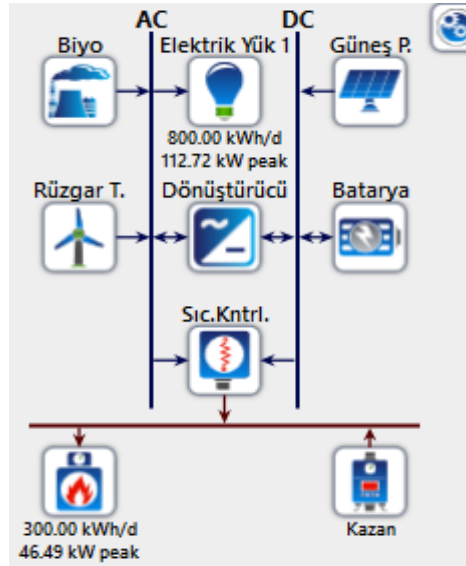 AC DC
Biyo Elektrik Yük 1 Güneş P.
800.00 kWh/d
112.72 kW peak
Rüzgar T. Dönüştürücü Batarya
Sıc.Kntrl.
300.00 kWh/d
46.49 kW peak
Kazan